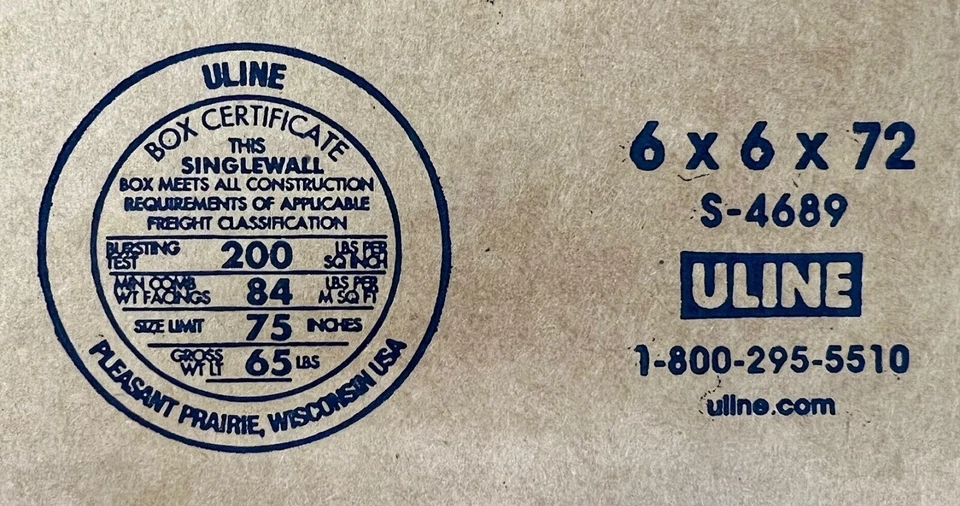 ULINE
BOX CERTIFICATE
THIS
SINGLEWALL
BOX MEETS ALL CONSTRUCTION
REQUIREMENTS OF APPLICABLE
FREIGHT CLASSIFICATION
BURSTING TEST 200 LBS PER SQ INCH
MIN COMB WT FACINGS 84 LBS PER M SQ FT
SIZE LIMIT 75 INCHES
GROSS WT LT 65 LBS
PLEASANT PRAIRIE, WISCONSIN USA
6 x 6 x 72
S-4689
ULINE
1-800-295-5510
uline.com